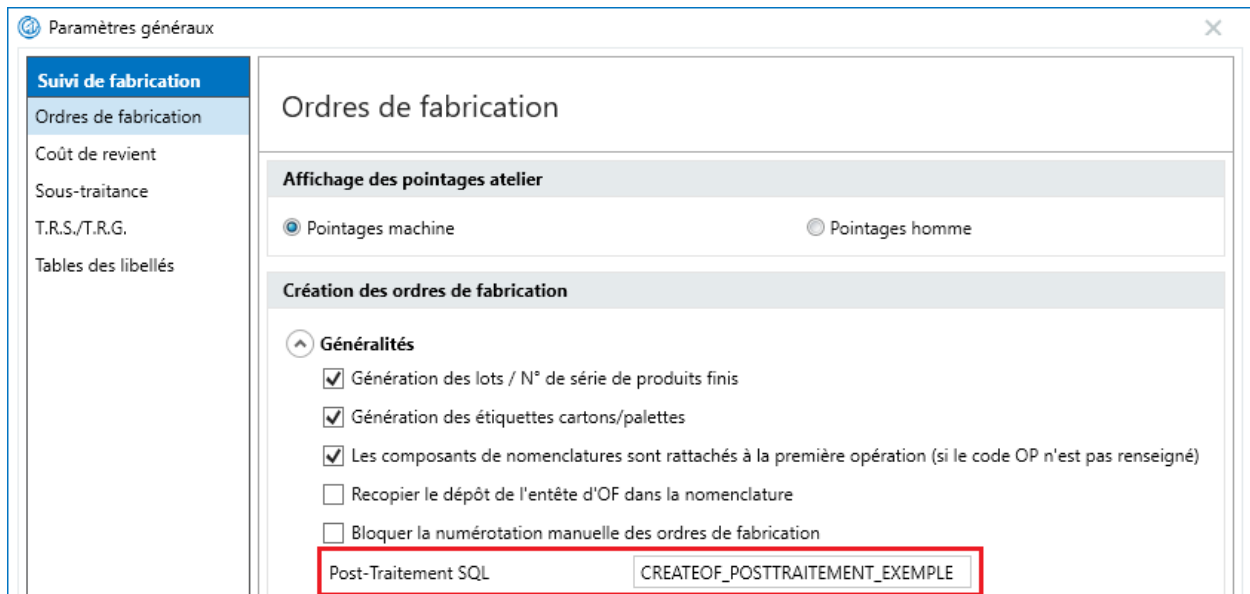 Paramètres généraux
Suivi de fabrication
Ordres de fabrication
Coût de revient
Sous-traitance
T.R.S./T.R.G.
Tables des libellés
Ordres de fabrication
Affichage des pointages atelier
Pointages machine
Pointages homme
Création des ordres de fabrication
Généralités
Génération des lots / N° de série de produits finis
Génération des étiquettes cartons/palettes
Les composants de nomenclatures sont rattachés à la première opération (si le code OP n'est pas renseigné)
Recopier le dépôt de l'entête d'OF dans la nomenclature
Bloquer la numérotation manuelle des ordres de fabrication
Post-Traitement SQL
CREATEOF_POSTTRAITEMENT_EXEMPLE